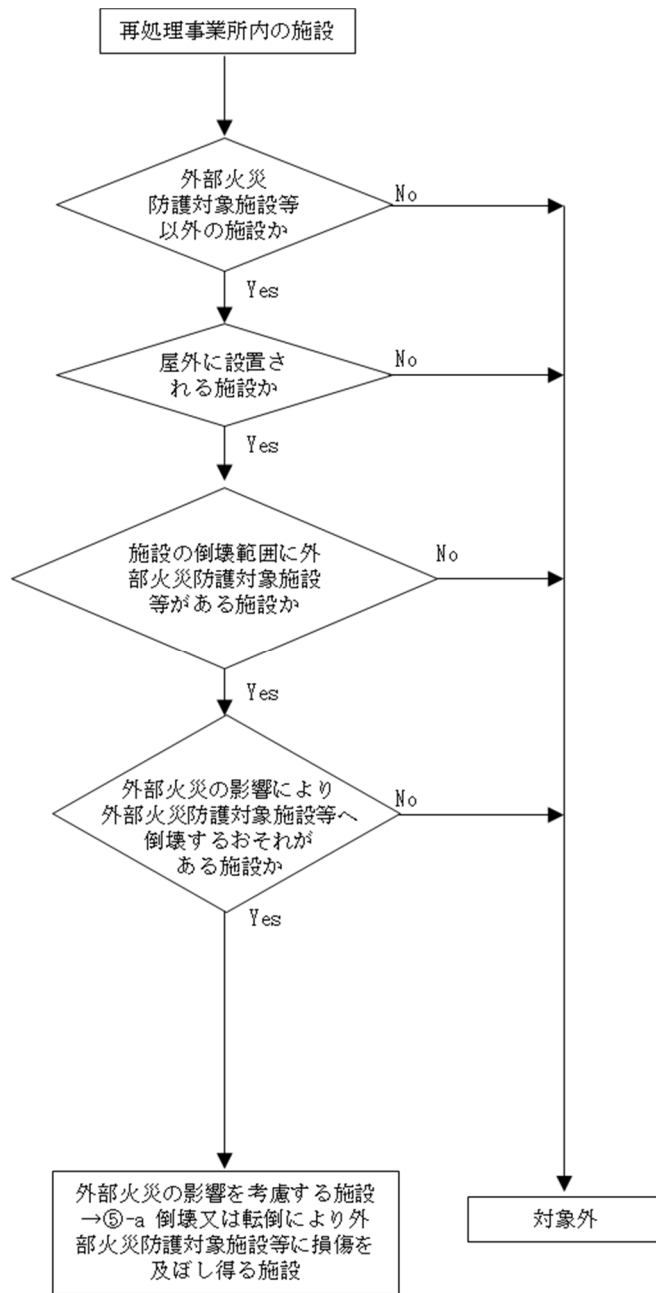 再処理事業所内の施設
外部火災
防護対象施設等
以外の施設か
No
Yes
屋外に設置さ
れる施設か
No
Yes
施設の倒壊範囲に外
部火災防護対象施設
等がある施設か
No
Yes
外部火災の影響により
外部火災防護対象施設等へ
倒壊するおそれが
ある施設か
No
Yes
外部火災の影響を考慮する施設
→⑤-a 倒壊又は転倒により外
部火災防護対象施設等に損傷を
及ぼし得る施設
対象外